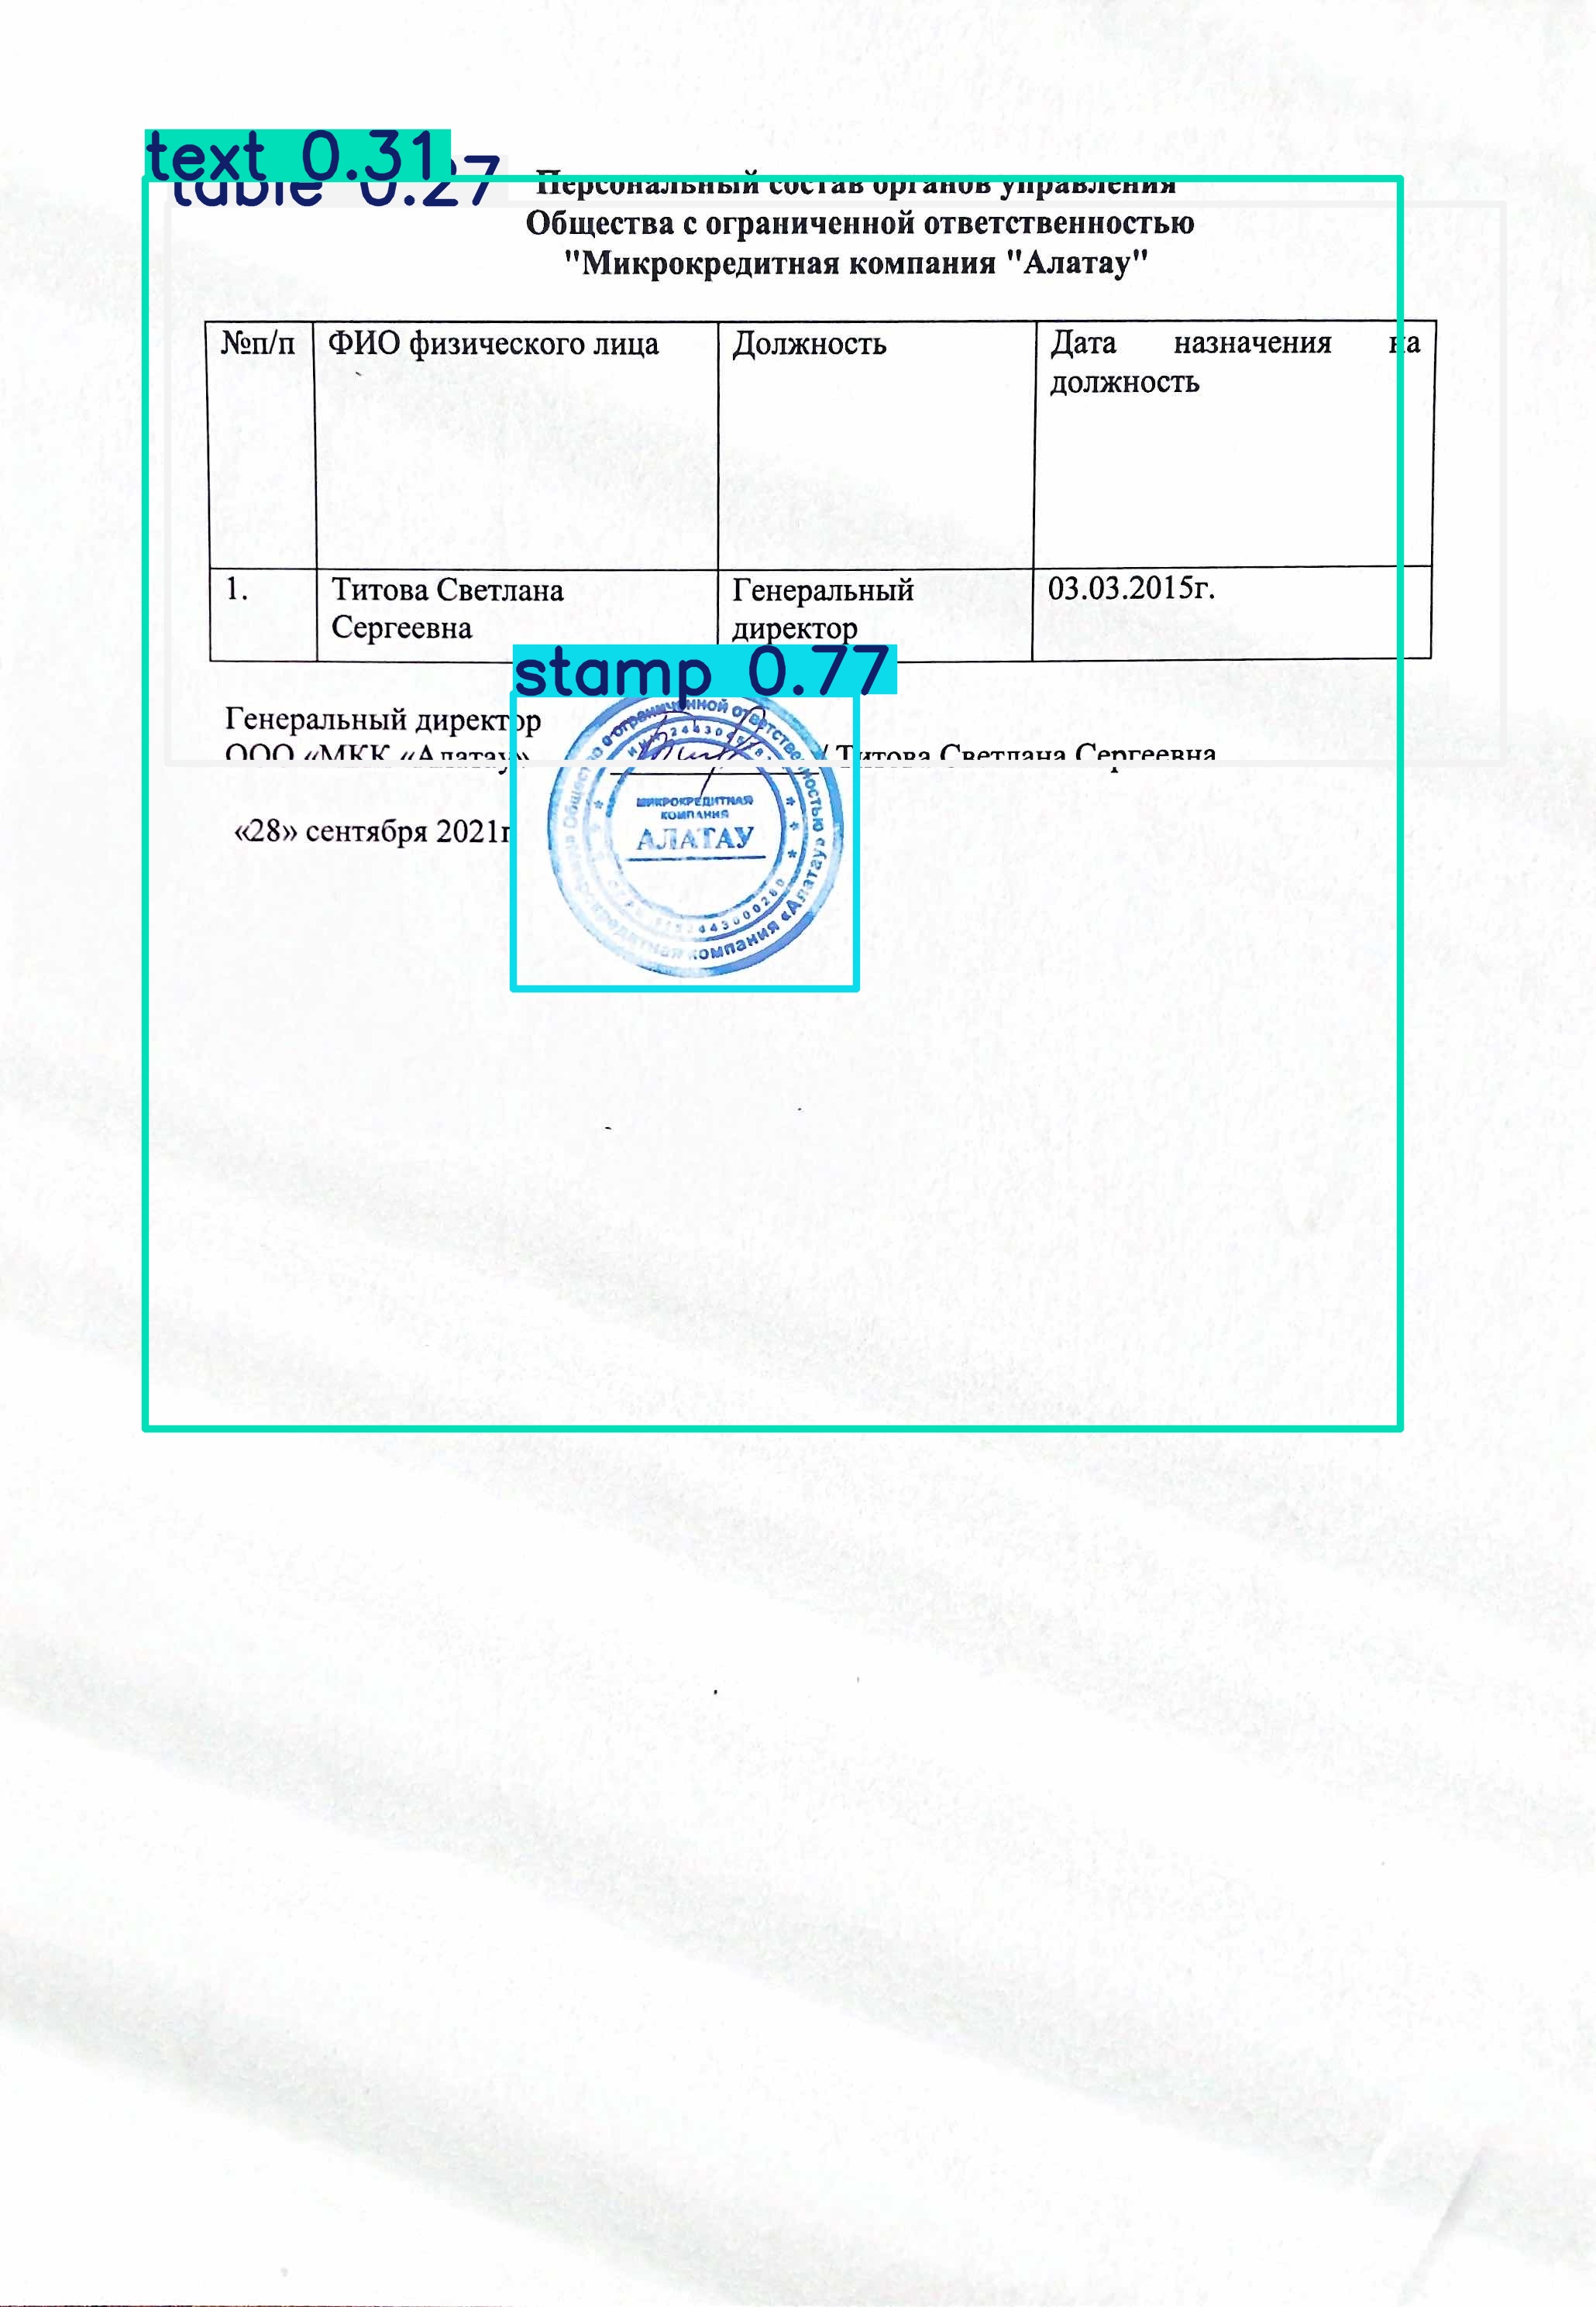 text 0.31
table 0.27
Персональный состав органов управления
Общества с ограниченной ответственностью
"Микрокредитная компания "Алатау"
№п/п ФИО физического лица Должность Дата назначения на
должность
1. Титова Светлана Генеральный 03.03.2015г.
Сергеевна директор
stamp 0.77
Генеральный директор
ООО «МКК «Алатау» / Титова Светлана Сергеевна
«28» сентября 2021г
Общество с ограниченной ответственностью
МИКРОКРЕДИТНАЯ
КОМПАНИЯ
АЛАТАУ
компания «Алатау»